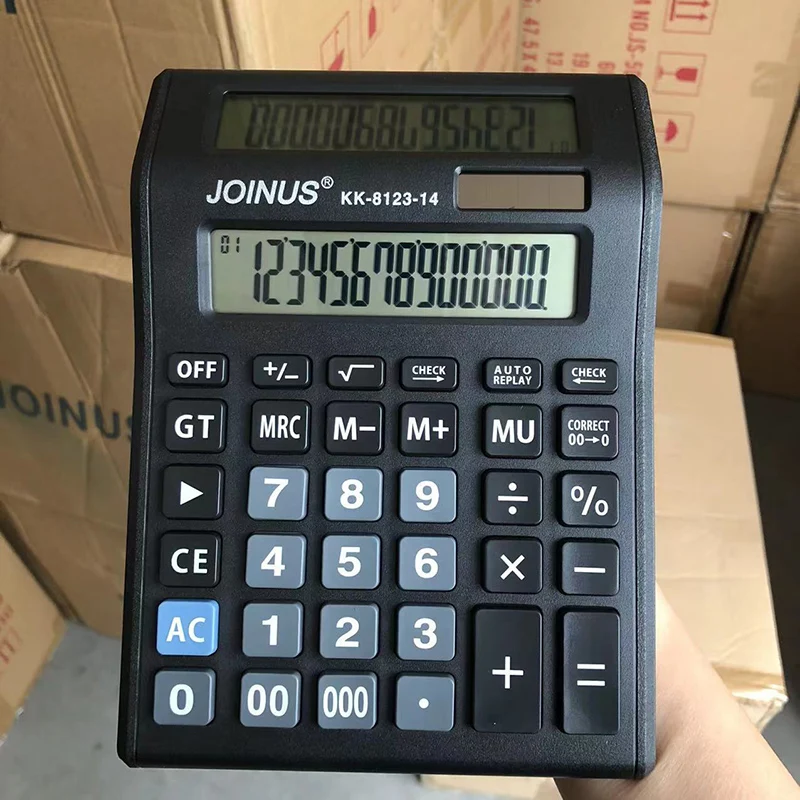 JOINUS® KK-8123-14
01
12345678900000.
OFF +/− √ CHECK→ AUTO REPLAY CHECK←
GT MRC M− M+ MU CORRECT 00→0
▶ 7 8 9 ÷ %
CE 4 5 6 × −
AC 1 2 3 + =
0 00 000 .
JOINUS